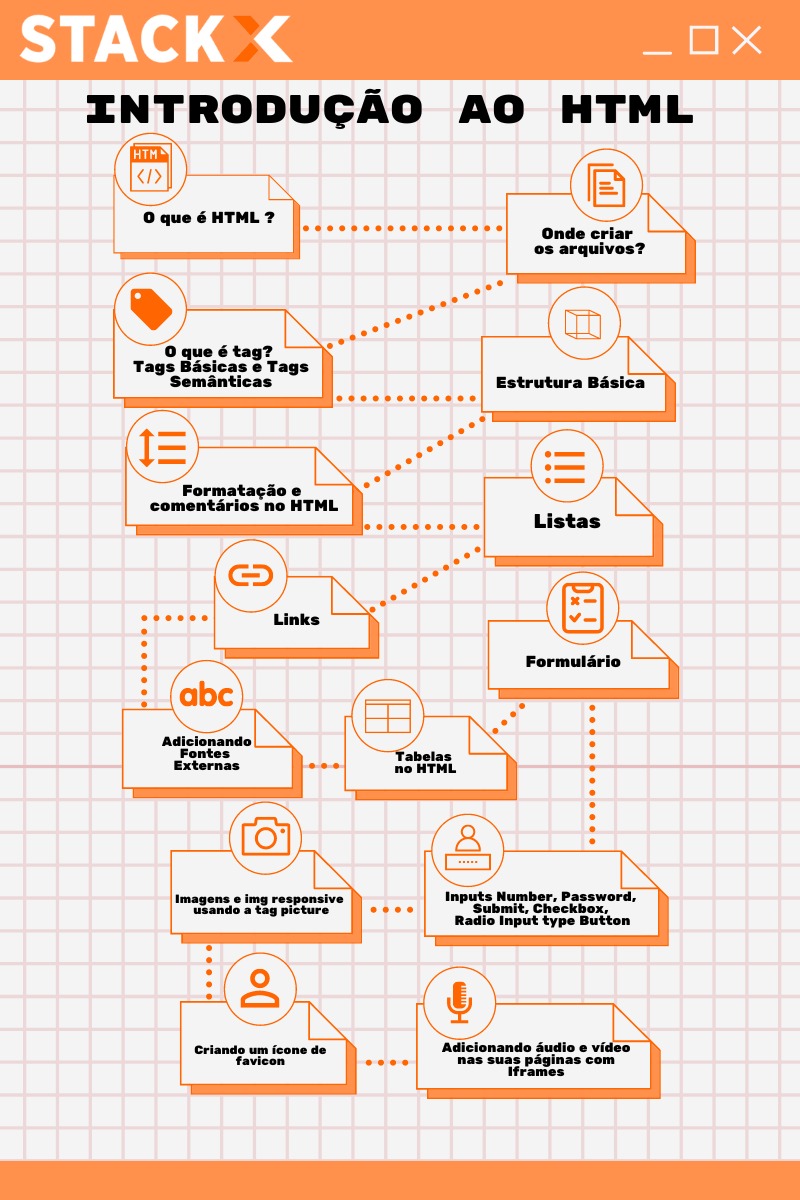 STACKX
INTRODUÇÃO AO HTML
HTM
</>
O que é HTML ?
Onde criar
os arquivos?
O que é tag?
Tags Básicas e Tags
Semânticas
Estrutura Básica
Formatação e
comentários no HTML
Listas
Links
Formulário
abc
Adicionando
Fontes
Externas
Tabelas
no HTML
Imagens e img responsive
usando a tag picture
Inputs Number, Password,
Submit, Checkbox,
Radio Input type Button
Criando um ícone de
favicon
Adicionando áudio e vídeo
nas suas páginas com
Iframes